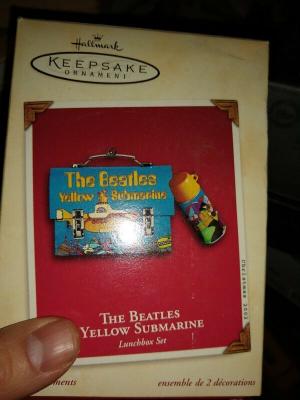 Hallmark
KEEPSAKE
ORNAMENT
The Beatles
Yellow Submarine
THE BEATLES
YELLOW SUBMARINE
Lunchbox Set
ensemble de 2 décorations